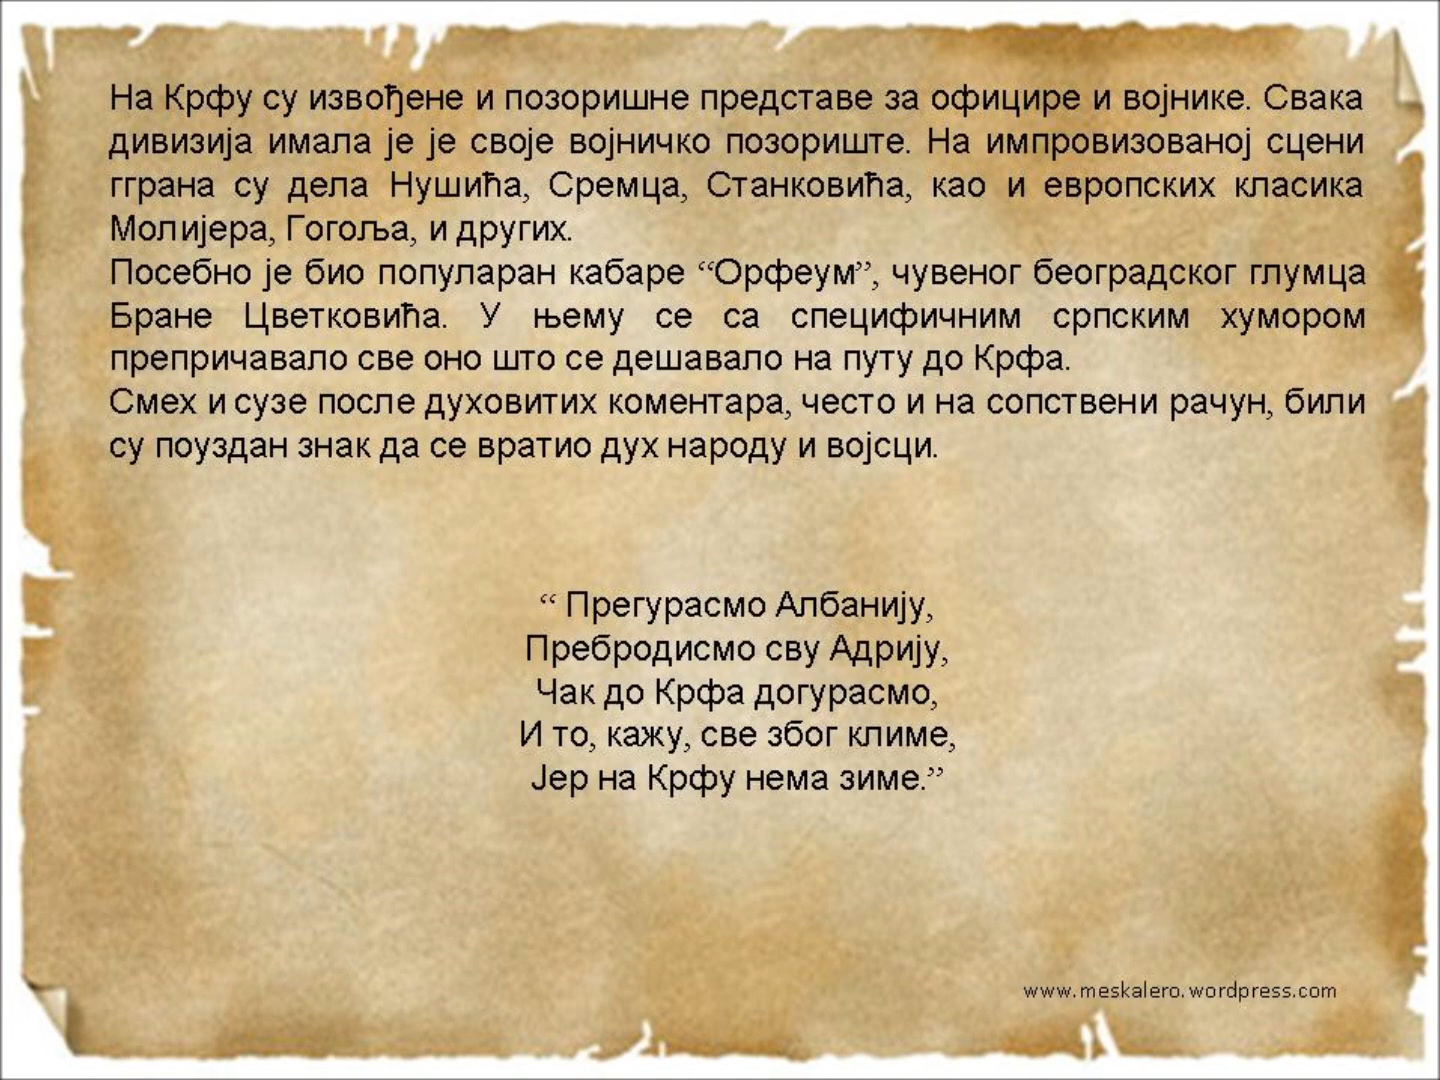 На Крфу су извођене и позоришне представе за официре и војнике. Свака
дивизија имала је је своје војничко позориште. На импровизованој сцени
гграна су дела Нушића, Сремца, Станковића, као и европских класика
Молијера, Гогоља, и других.
Посебно је био популаран кабаре “Орфеум”, чувеног београдског глумца
Бране Цветковића. У њему се са специфичним српским хумором
препричавало све оно што се дешавало на путу до Крфа.
Смех и сузе после духовитих коментара, често и на сопствени рачун, били
су поуздан знак да се вратио дух народу и војсци.
“ Прегурасмо Албанију,
Пребродисмо сву Адрију,
Чак до Крфа догурасмо,
И то, кажу, све због климе,
Јер на Крфу нема зиме.”
www.meskalero.wordpress.com